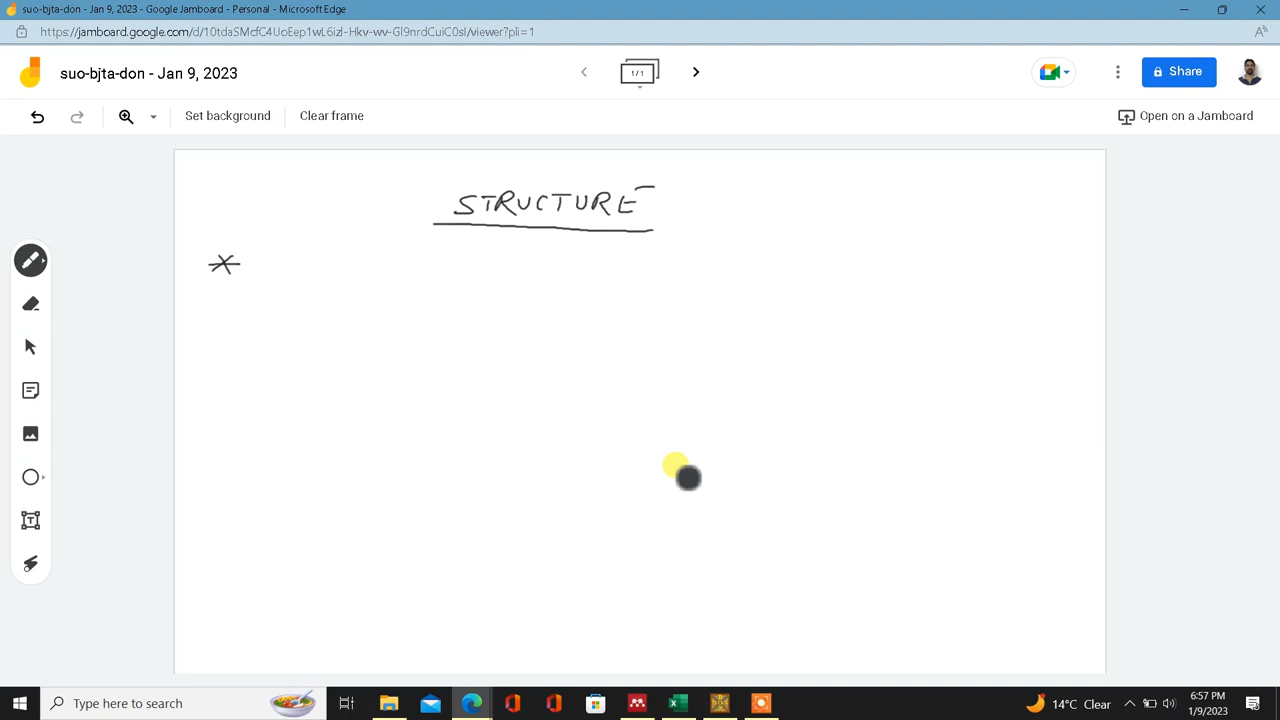 suo-bjta-don - Jan 9, 2023 - Google Jamboard - Personal - Microsoft Edge
https://jamboard.google.com/d/10tdaSMcfC4UoEep1wL6izI-Hkv-wv-GI9nrdCuiC0sI/viewer?pli=1
suo-bjta-don - Jan 9, 2023
1/1
Share
Set background
Clear frame
Open on a Jamboard
STRUCTURE
*
Type here to search
14°C Clear
6:57 PM
1/9/2023